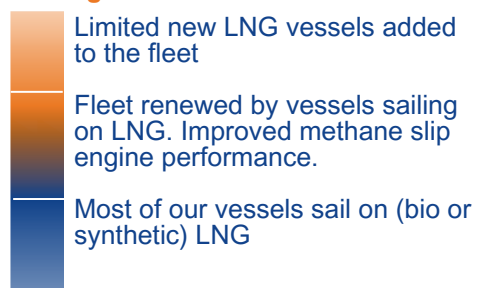 Limited new LNG vessels added
to the fleet
Fleet renewed by vessels sailing
on LNG. Improved methane slip
engine performance.
Most of our vessels sail on (bio or
synthetic) LNG